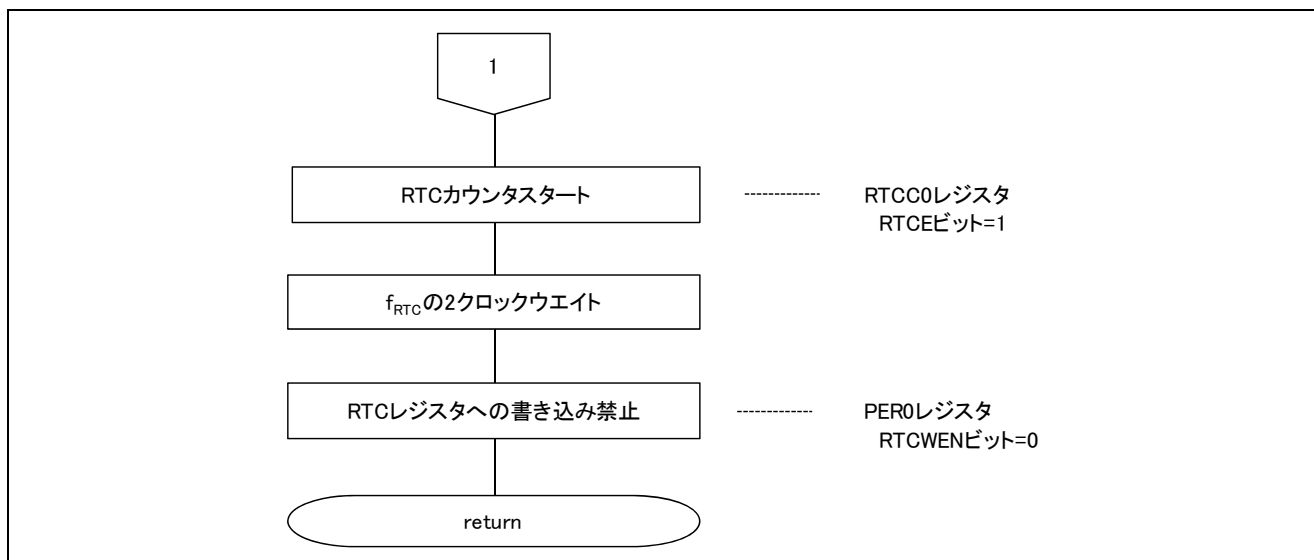 1
RTCカウンタスタート
RTCC0レジスタ
RTCEビット=1
fRTCの2クロックウエイト
RTCレジスタへの書き込み禁止
PER0レジスタ
RTCWENビット=0
return